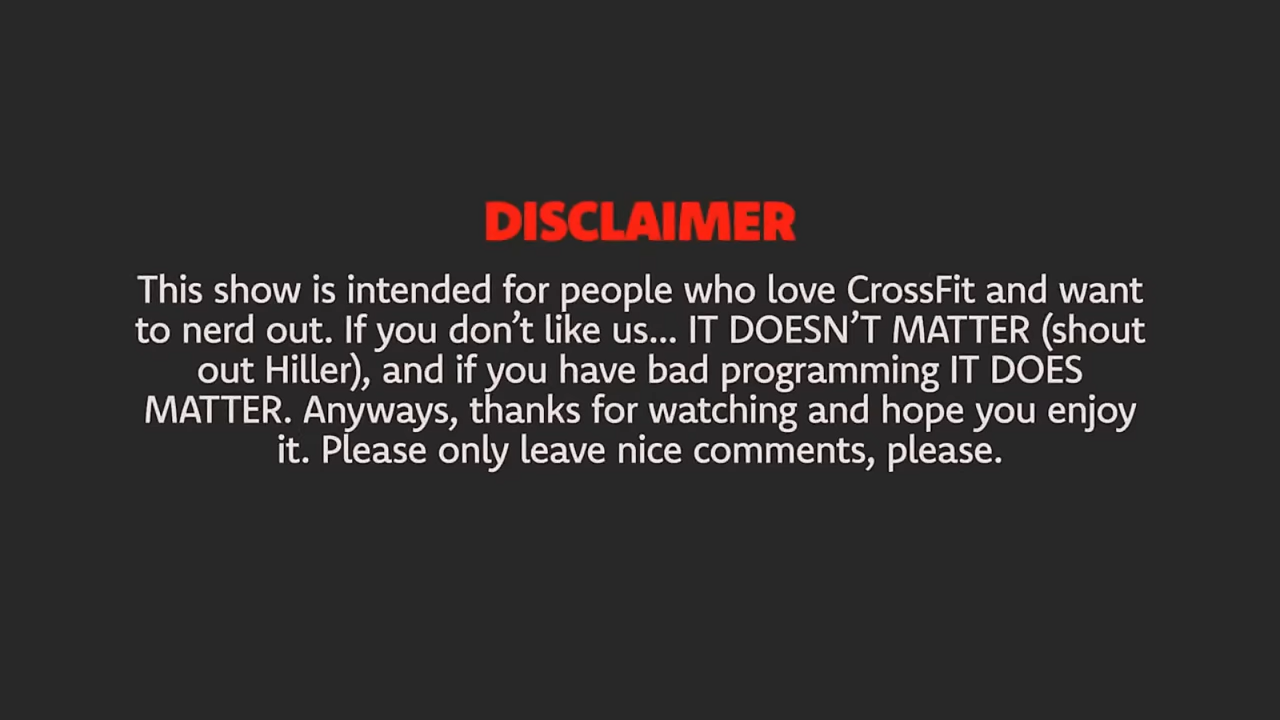 DISCLAIMER
This show is intended for people who love CrossFit and want
to nerd out. If you don’t like us... IT DOESN’T MATTER (shout
out Hiller), and if you have bad programming IT DOES
MATTER. Anyways, thanks for watching and hope you enjoy
it. Please only leave nice comments, please.